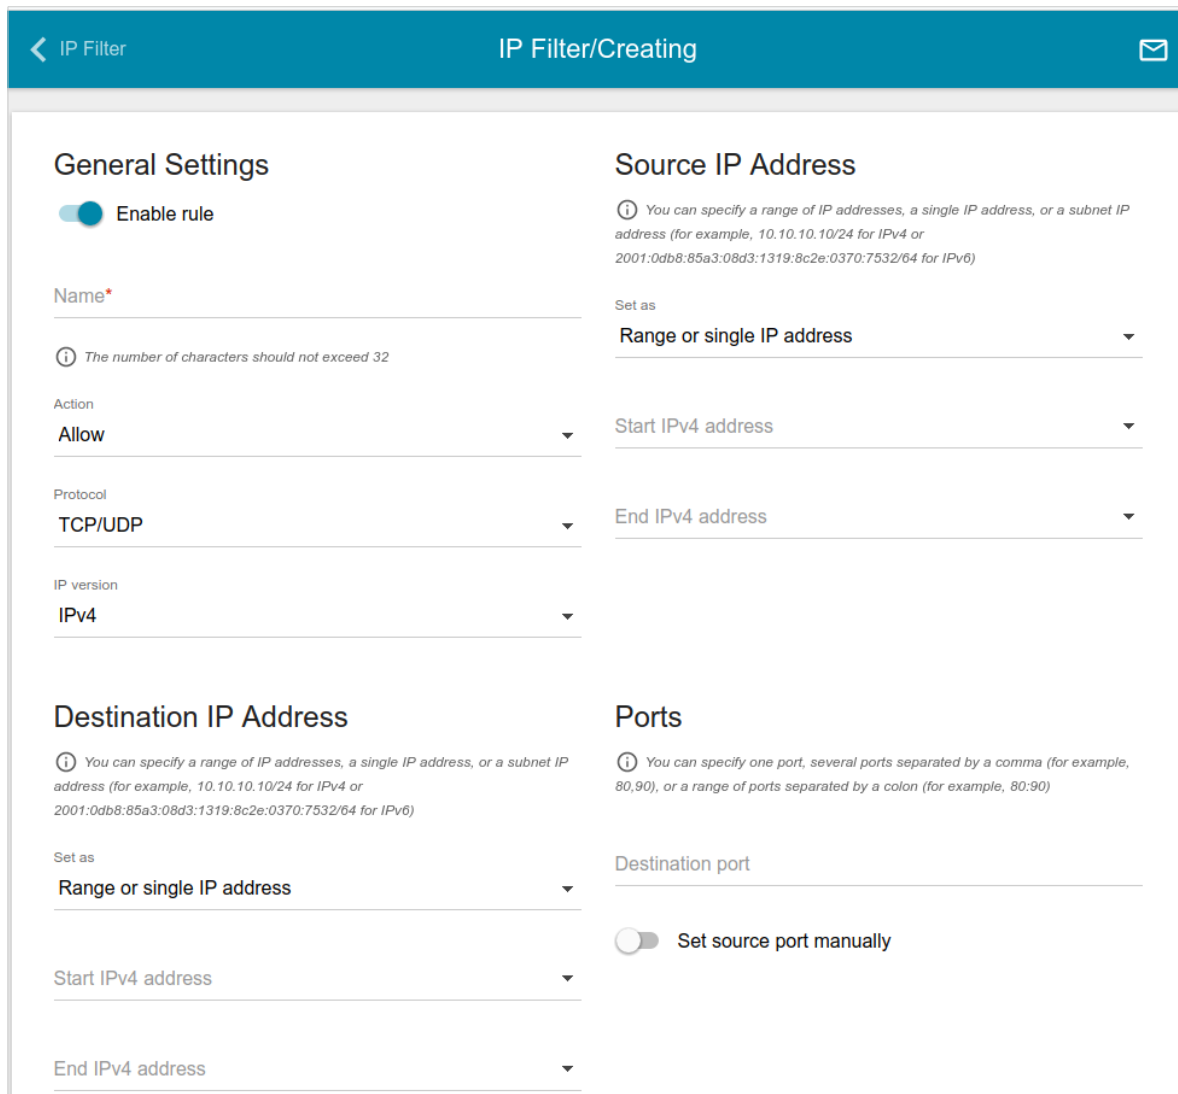 IP Filter
IP Filter/Creating
General Settings
Enable rule
Name*
The number of characters should not exceed 32
Action
Allow
Protocol
TCP/UDP
IP version
IPv4
Source IP Address
You can specify a range of IP addresses, a single IP address, or a subnet IP
address (for example, 10.10.10.10/24 for IPv4 or
2001:0db8:85a3:08d3:1319:8c2e:0370:7532/64 for IPv6)
Set as
Range or single IP address
Start IPv4 address
End IPv4 address
Destination IP Address
You can specify a range of IP addresses, a single IP address, or a subnet IP
address (for example, 10.10.10.10/24 for IPv4 or
2001:0db8:85a3:08d3:1319:8c2e:0370:7532/64 for IPv6)
Set as
Range or single IP address
Start IPv4 address
End IPv4 address
Ports
You can specify one port, several ports separated by a comma (for example,
80,90), or a range of ports separated by a colon (for example, 80:90)
Destination port
Set source port manually